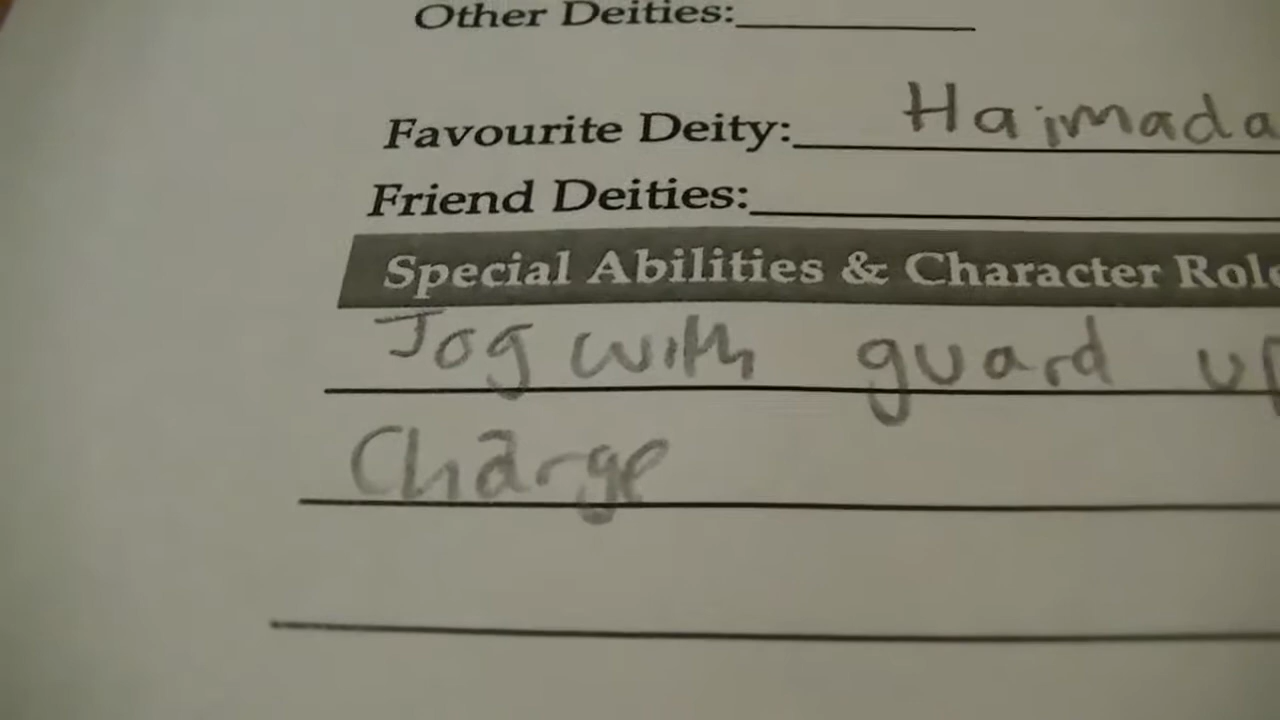 Other Deities:
Favourite Deity: Haimada
Friend Deities:
Special Abilities & Character Role
Jog with guard up
Charge